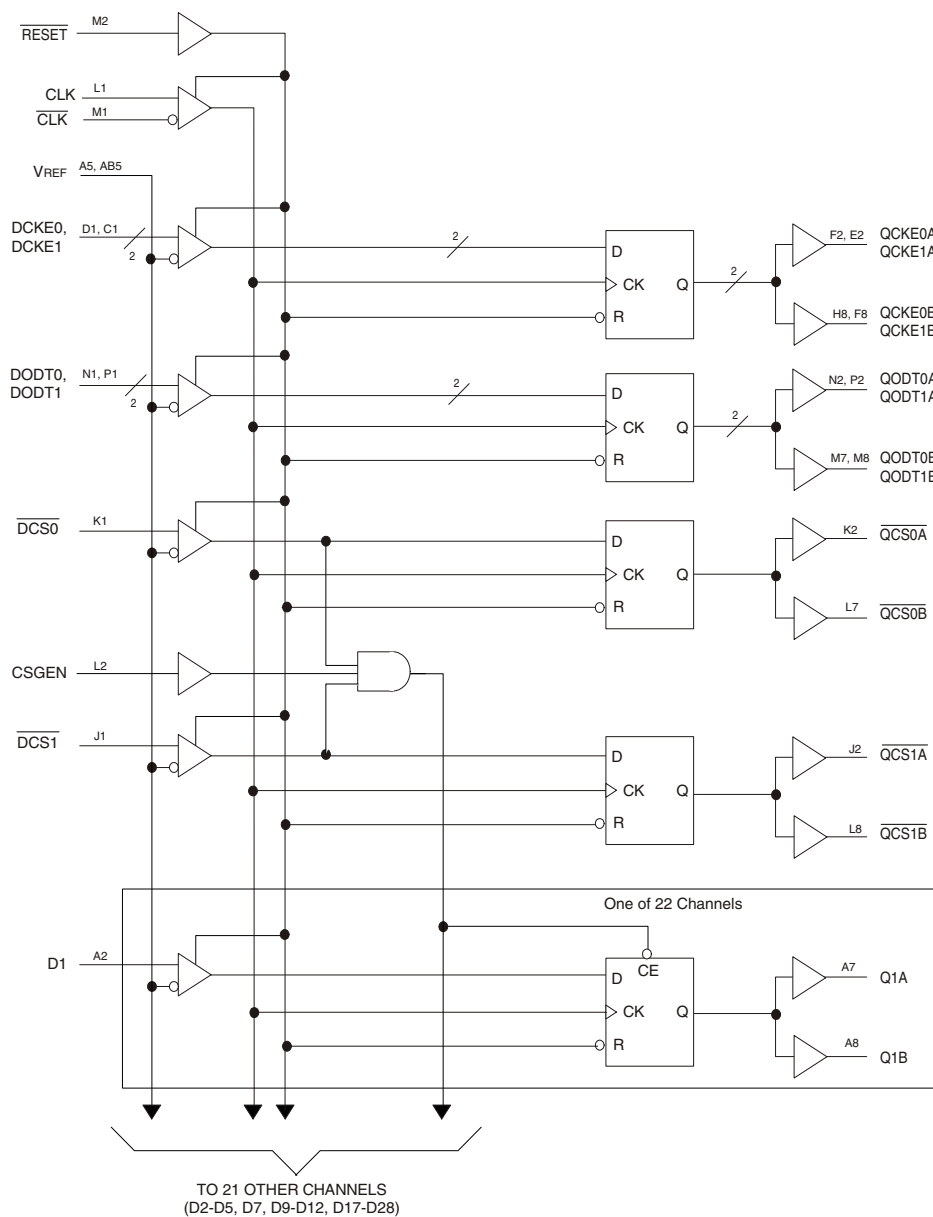 RESET M2
CLK L1
CLK M1
VREF A5, AB5
DCKE0, D1, C1
DCKE1 2
2
D
CK Q
R
2
F2, E2 QCKE0A
QCKE1A
H8, F8 QCKE0B
QCKE1B
DODT0, N1, P1
DODT1 2
2
D
CK Q
R
2
N2, P2 QODT0A
QODT1A
M7, M8 QODT0B
QODT1B
DCS0 K1
D
CK Q
R
K2 QCS0A
L7 QCS0B
CSGEN L2
DCS1 J1
D
CK Q
R
J2 QCS1A
L8 QCS1B
One of 22 Channels
D1 A2
CE
D
CK Q
R
A7 Q1A
A8 Q1B
TO 21 OTHER CHANNELS
(D2-D5, D7, D9-D12, D17-D28)